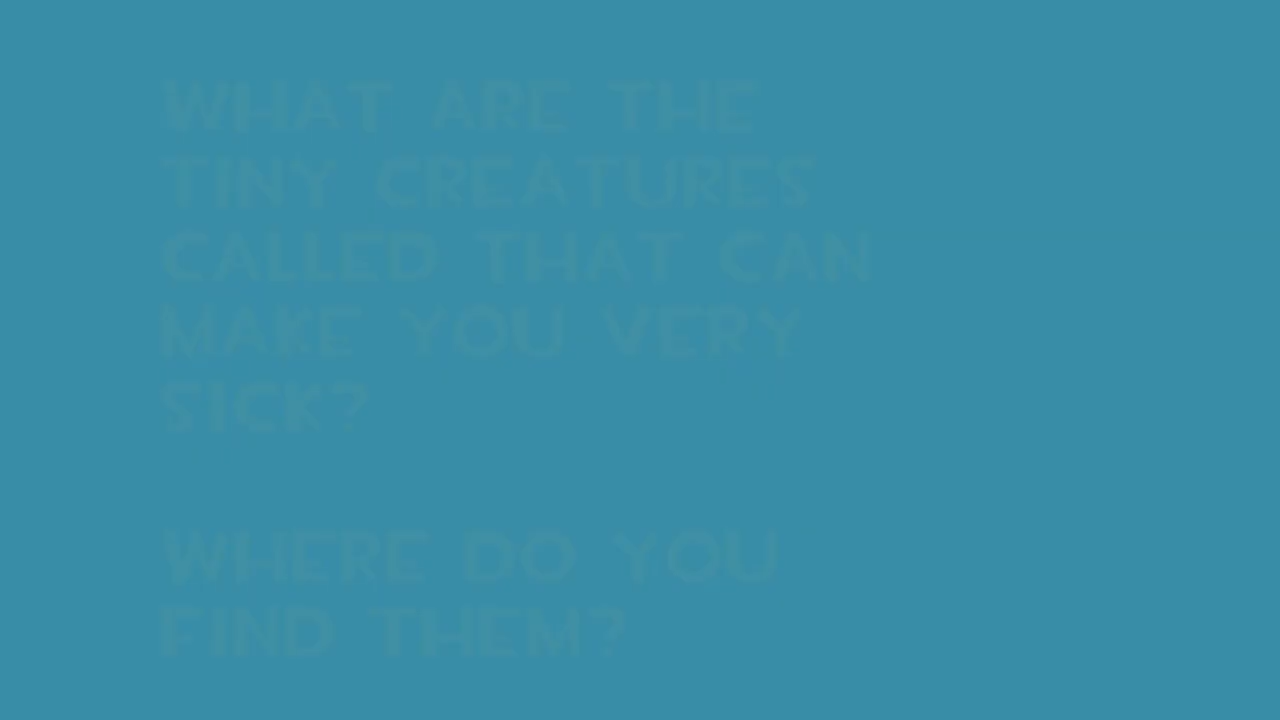 WHAT ARE THE
TINY CREATURES
CALLED THAT CAN
MAKE YOU VERY
SICK?
WHERE DO YOU
FIND THEM?